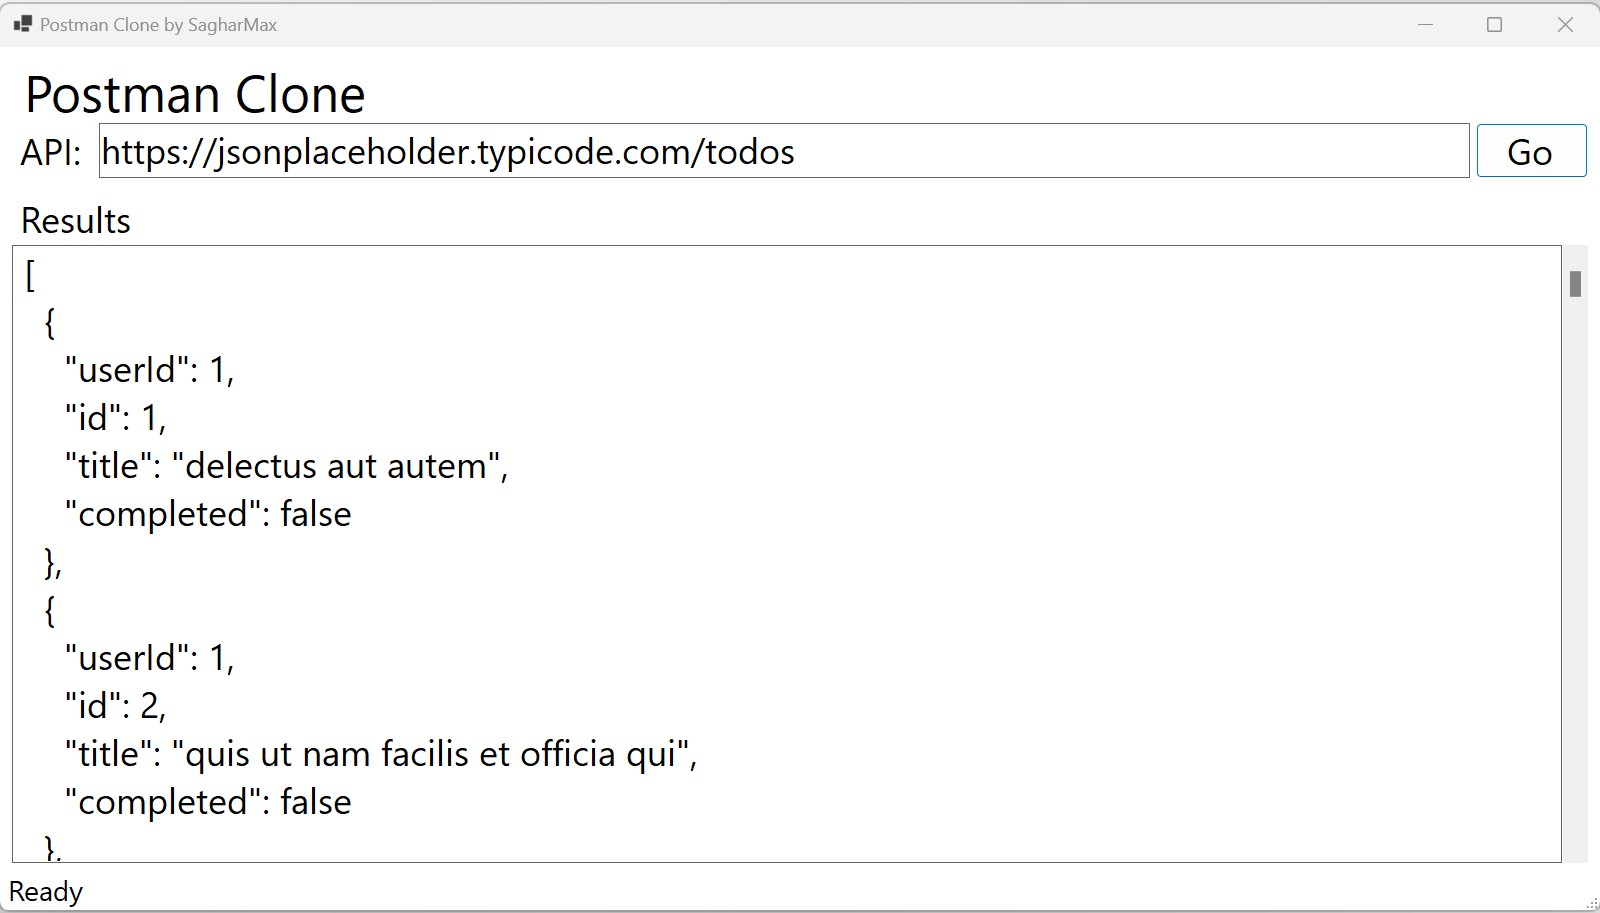 Postman Clone by SagharMax
Postman Clone
API: https://jsonplaceholder.typicode.com/todos Go
Results
[
{
"userId": 1,
"id": 1,
"title": "delectus aut autem",
"completed": false
},
{
"userId": 1,
"id": 2,
"title": "quis ut nam facilis et officia qui",
"completed": false
},
Ready